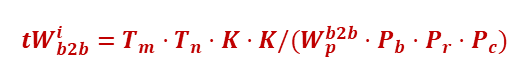 tW^i_{b2b} = T_m · T_n · K · K/(W^{b2b}_p · P_b · P_r · P_c)